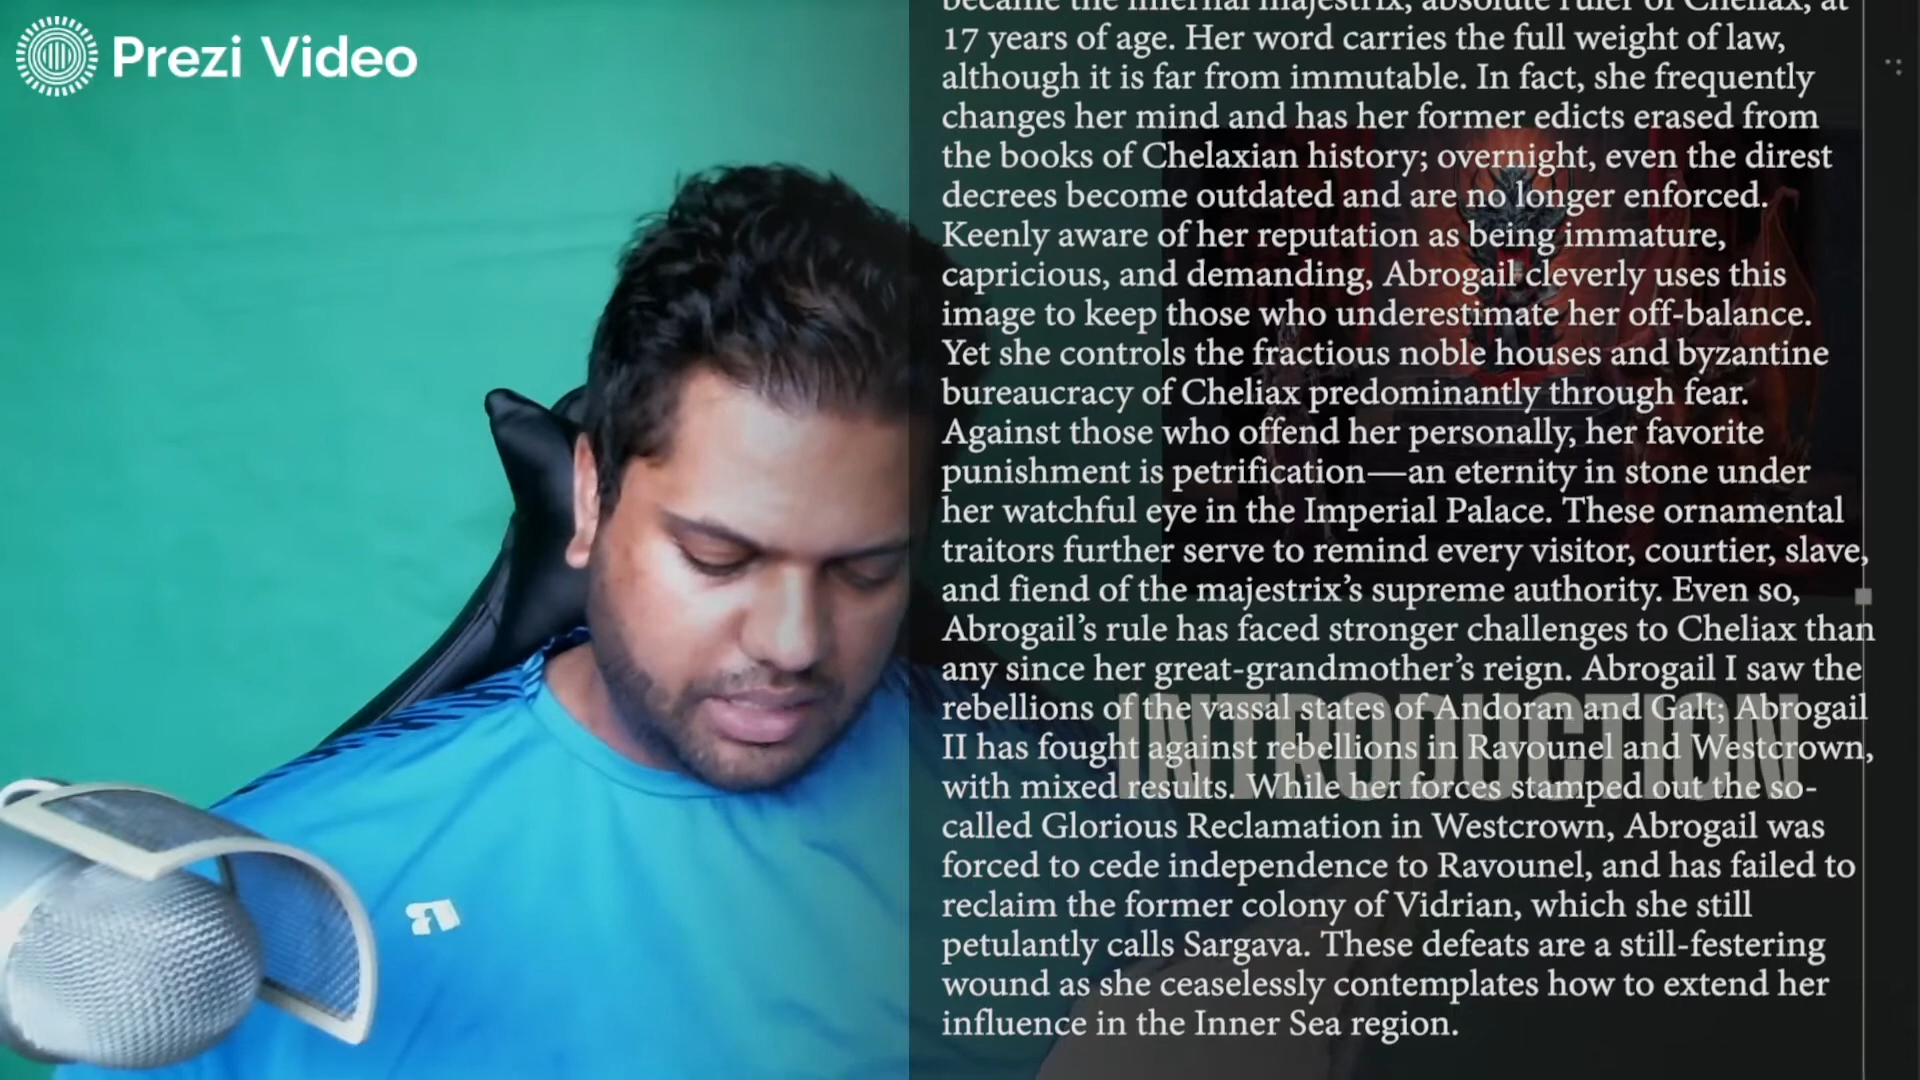 Prezi Video
became the infernal majestrix, absolute ruler of Cheliax, at
17 years of age. Her word carries the full weight of law,
although it is far from immutable. In fact, she frequently
changes her mind and has her former edicts erased from
the books of Chelaxian history; overnight, even the direst
decrees become outdated and are no longer enforced.
Keenly aware of her reputation as being immature,
capricious, and demanding, Abrogail cleverly uses this
image to keep those who underestimate her off-balance.
Yet she controls the fractious noble houses and byzantine
bureaucracy of Cheliax predominantly through fear.
Against those who offend her personally, her favorite
punishment is petrification—an eternity in stone under
her watchful eye in the Imperial Palace. These ornamental
traitors further serve to remind every visitor, courtier, slave,
and fiend of the majestrix’s supreme authority. Even so,
Abrogail’s rule has faced stronger challenges to Cheliax than
any since her great-grandmother’s reign. Abrogail I saw the
rebellions of the vassal states of Andoran and Galt; Abrogail
II has fought against rebellions in Ravounel and Westcrown,
with mixed results. While her forces stamped out the so-
called Glorious Reclamation in Westcrown, Abrogail was
forced to cede independence to Ravounel, and has failed to
reclaim the former colony of Vidrian, which she still
petulantly calls Sargava. These defeats are a still-festering
wound as she ceaselessly contemplates how to extend her
influence in the Inner Sea region.
INTRODUCTION